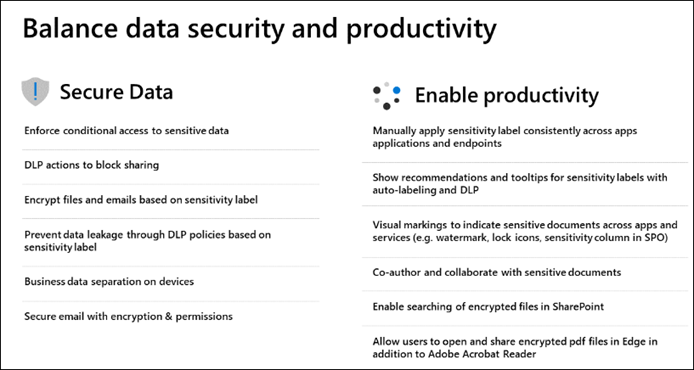 Balance data security and productivity
Secure Data
Enforce conditional access to sensitive data
DLP actions to block sharing
Encrypt files and emails based on sensitivity label
Prevent data leakage through DLP policies based on
sensitivity label
Business data separation on devices
Secure email with encryption & permissions
Enable productivity
Manually apply sensitivity label consistently across apps
applications and endpoints
Show recommendations and tooltips for sensitivity labels with
auto-labeling and DLP
Visual markings to indicate sensitive documents across apps and
services (e.g. watermark, lock icons, sensitivity column in SPO)
Co-author and collaborate with sensitive documents
Enable searching of encrypted files in SharePoint
Allow users to open and share encrypted pdf files in Edge in
addition to Adobe Acrobat Reader